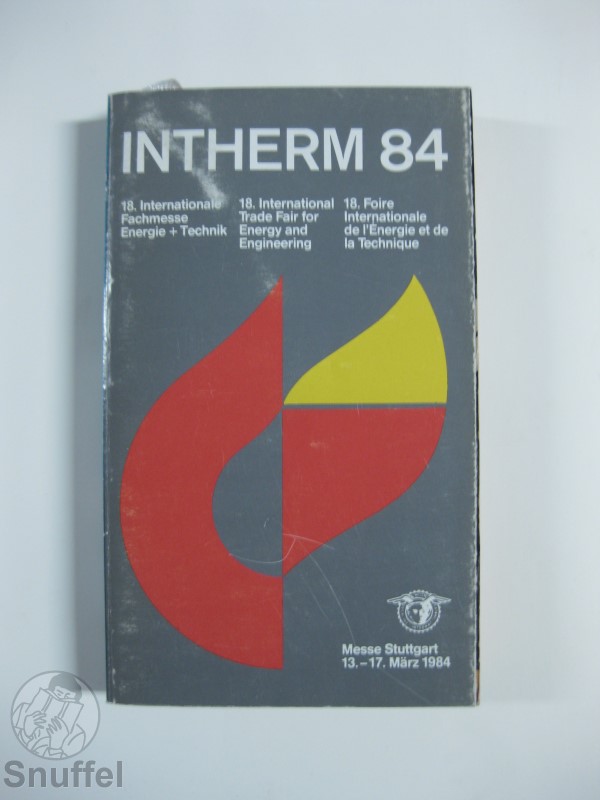 INTHERM 84
18. Internationale
Fachmesse
Energie + Technik
18. International
Trade Fair for
Energy and
Engineering
18. Foire
Internationale
de l'Énergie et de
la Technique
Messe Stuttgart
13.–17. März 1984
Snuffel